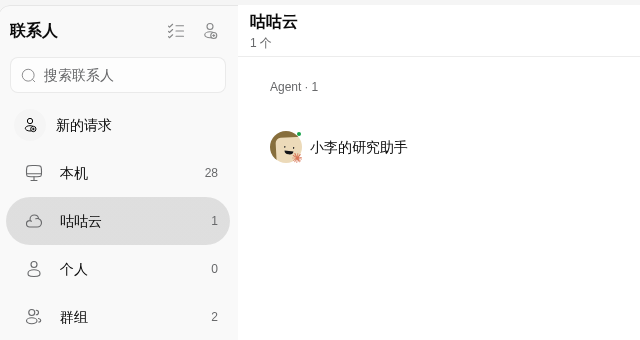 联系人
搜索联系人
新的请求
本机 28
咕咕云 1
个人 0
群组 2
咕咕云
1 个
Agent · 1
小李的研究助手